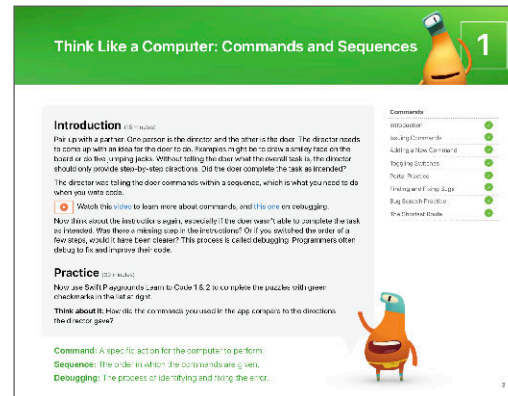 Think Like a Computer: Commands and Sequences
1
Introduction (15 minutes)
Pair up with a partner. One person is the director and the other is the doer. The director needs
to come up with an idea for the doer to do. Examples might be to draw a smiley face on the
board or do five jumping jacks. Without telling the doer what the overall task is, the director
should only provide step-by-step directions. Did the doer complete the task as intended?
The director was telling the doer commands within a sequence, which is what you need to do
when you write code.
Watch this video to learn more about commands, and this one on debugging.
Now think about the instructions again, especially if the doer wasn't able to complete the task
as intended. Was there a missing step in the instructions? Or if you switched the order of a
few steps, would it have been clearer? This process is called debugging. Programmers often
debug to fix and improve their code.
Practice (30 minutes)
Now use Swift Playgrounds Learn to Code 1 & 2 to complete the puzzles with green
checkmarks in the list at right.
Think about it: How did the commands you used in the app compare to the directions
the director gave?
Command: A specific action for the computer to perform.
Sequence: The order in which the commands are given.
Debugging: The process of identifying and fixing the error.
Commands
Introduction
Issuing Commands
Adding a New Command
Toggling Switches
Portal Practice
Finding and Fixing Bugs
Bug Squash Practice
The Shortest Route